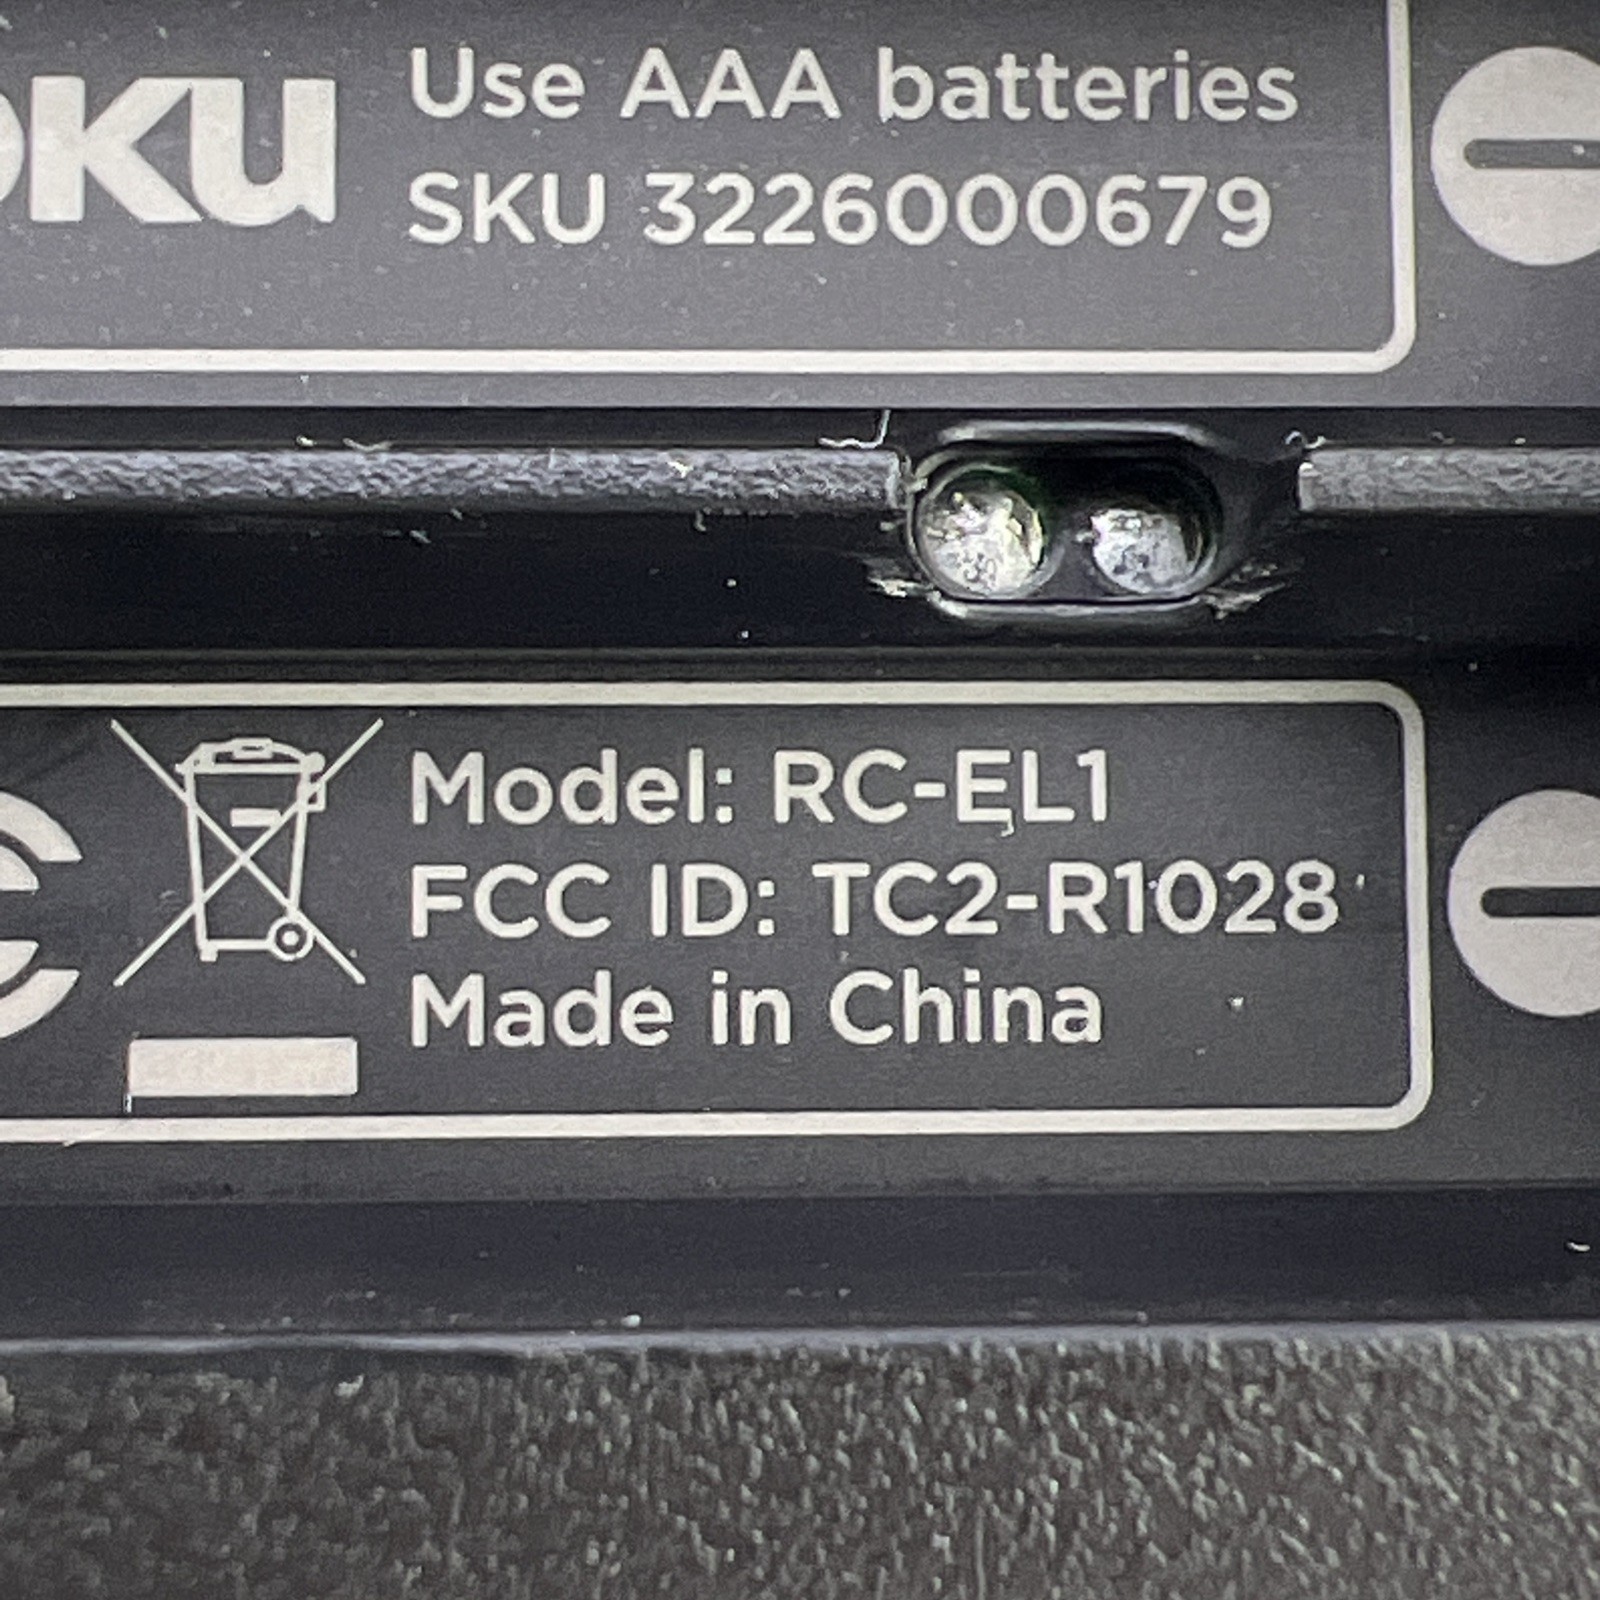 oku
Use AAA batteries
SKU 3226000679
Model: RC-EL1
FCC ID: TC2-R1028
Made in China